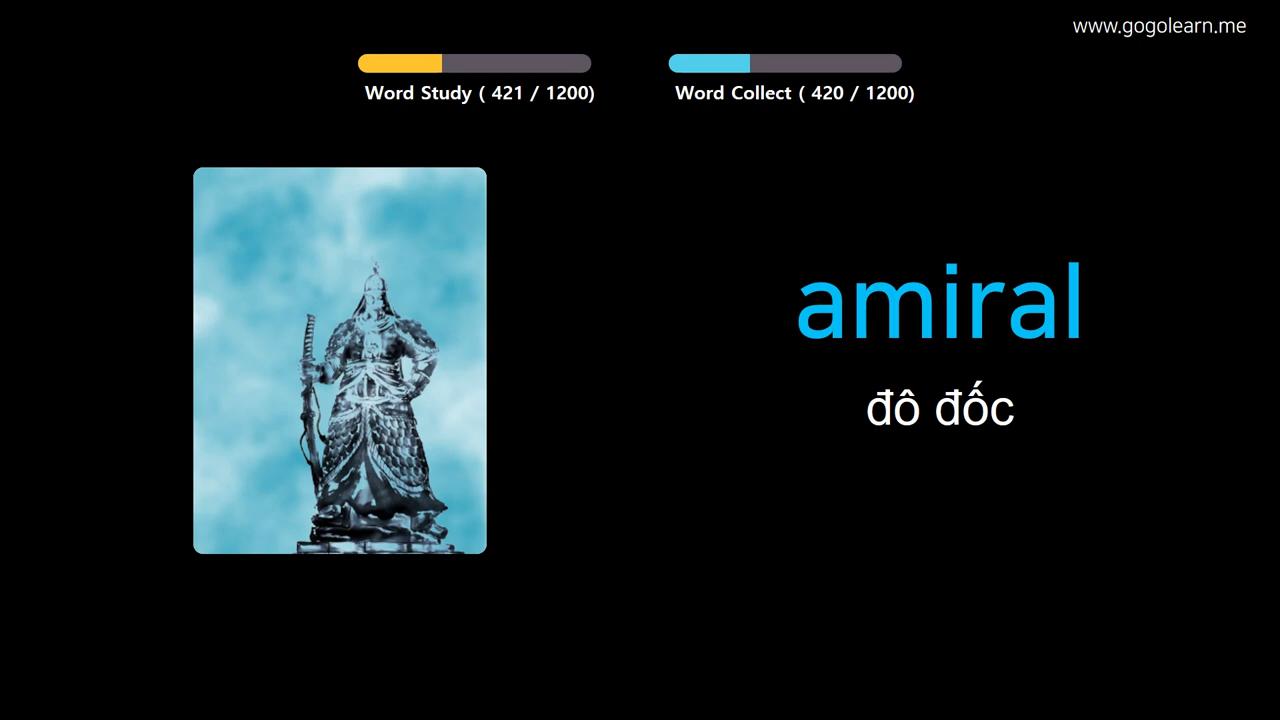 www.gogolearn.me
Word Study ( 421 / 1200)
Word Collect ( 420 / 1200)
amiral
đô đốc